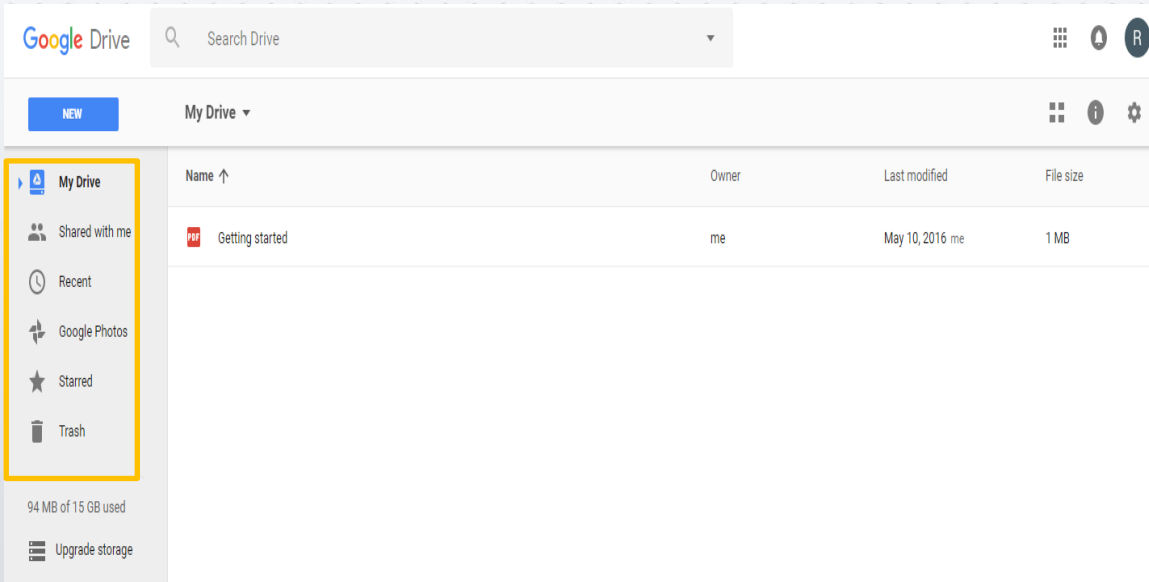 Google Drive
Search Drive
R
NEW
My Drive
My Drive
Shared with me
Recent
Google Photos
Starred
Trash
94 MB of 15 GB used
Upgrade storage
Name Owner Last modified File size
PDF Getting started me May 10, 2016 me 1 MB